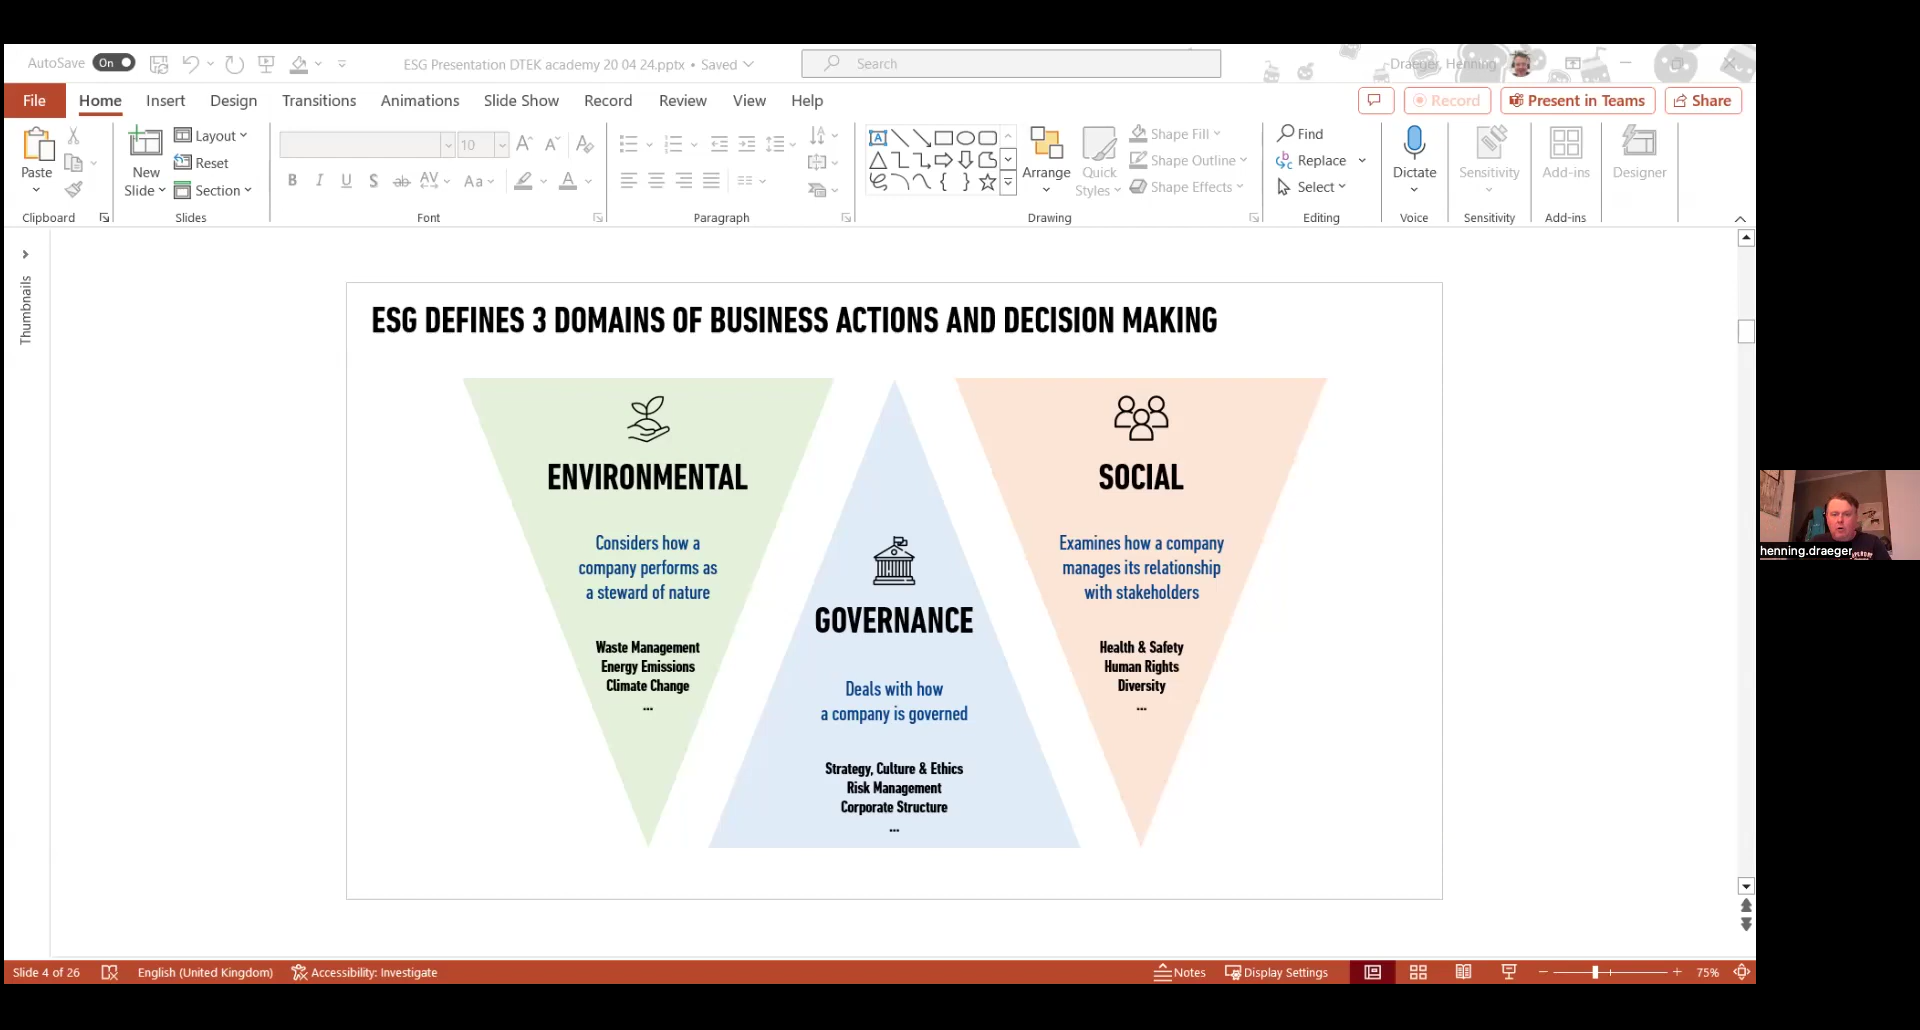 AutoSave On
ESG Presentation DTEK academy 20 04 24.pptx • Saved
Search
Draeger, Henning
File Home Insert Design Transitions Animations Slide Show Record Review View Help
Record
Present in Teams
Share
Paste
Clipboard
New
Slide
Layout
Reset
Section
Slides
10
B I U S ab AV Aa A
Font
Paragraph
Arrange
Quick
Styles
Shape Fill
Shape Outline
Shape Effects
Drawing
Find
Replace
Select
Editing
Dictate
Voice
Sensitivity
Sensitivity
Add-ins
Add-ins
Designer
Thumbnails
ESG DEFINES 3 DOMAINS OF BUSINESS ACTIONS AND DECISION MAKING
ENVIRONMENTAL
Considers how a
company performs as
a steward of nature
Waste Management
Energy Emissions
Climate Change
...
GOVERNANCE
Deals with how
a company is governed
Strategy, Culture & Ethics
Risk Management
Corporate Structure
...
SOCIAL
Examines how a company
manages its relationship
with stakeholders
Health & Safety
Human Rights
Diversity
...
henning.draeger
Slide 4 of 26
English (United Kingdom)
Accessibility: Investigate
Notes
Display Settings
75%